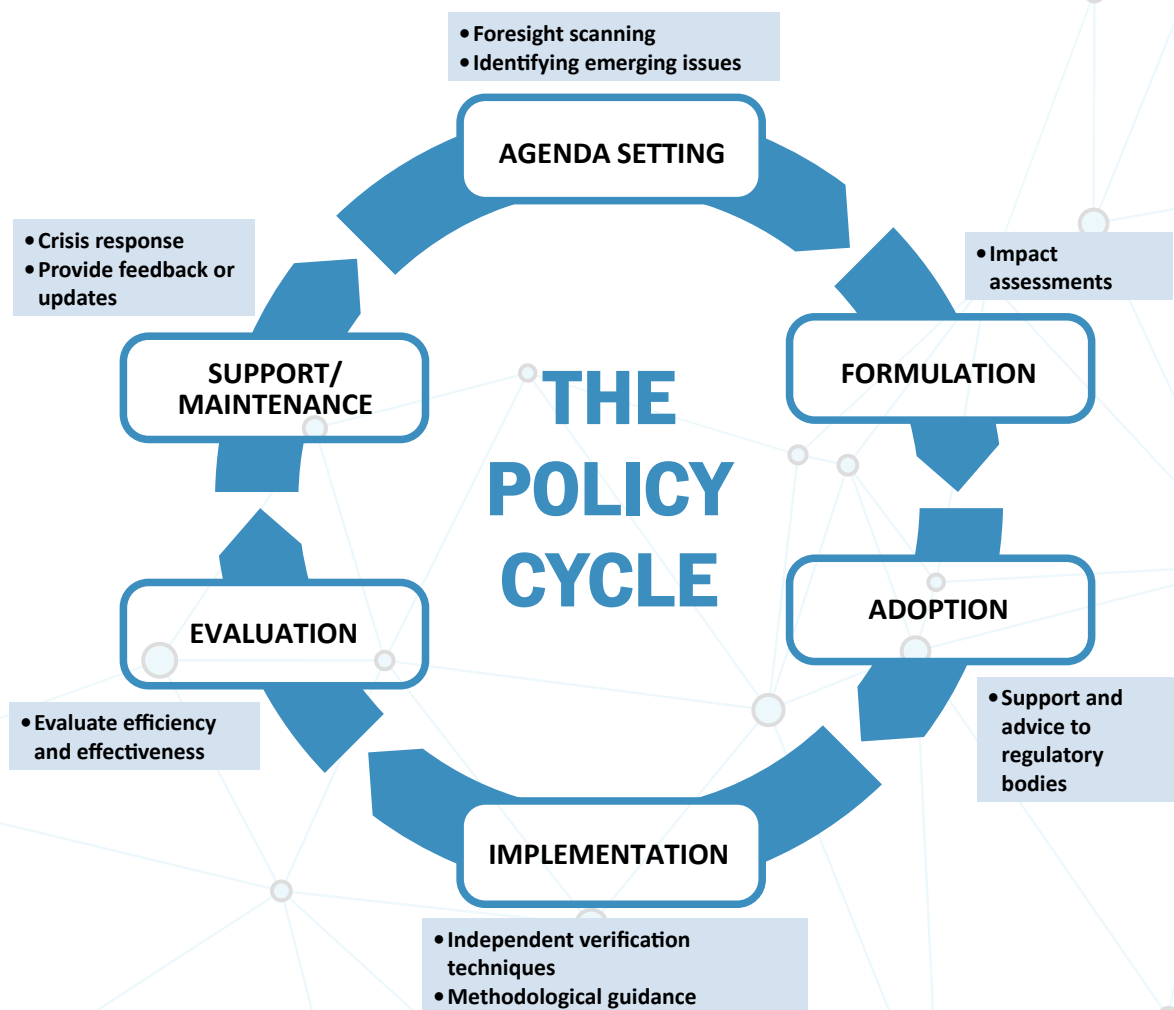 • Foresight scanning
• Identifying emerging issues
AGENDA SETTING
• Impact
assessments
FORMULATION
• Support and
advice to
regulatory
bodies
ADOPTION
IMPLEMENTATION
• Independent verification
techniques
• Methodological guidance
EVALUATION
• Evaluate efficiency
and effectiveness
• Crisis response
• Provide feedback or
updates
SUPPORT/
MAINTENANCE
THE
POLICY
CYCLE